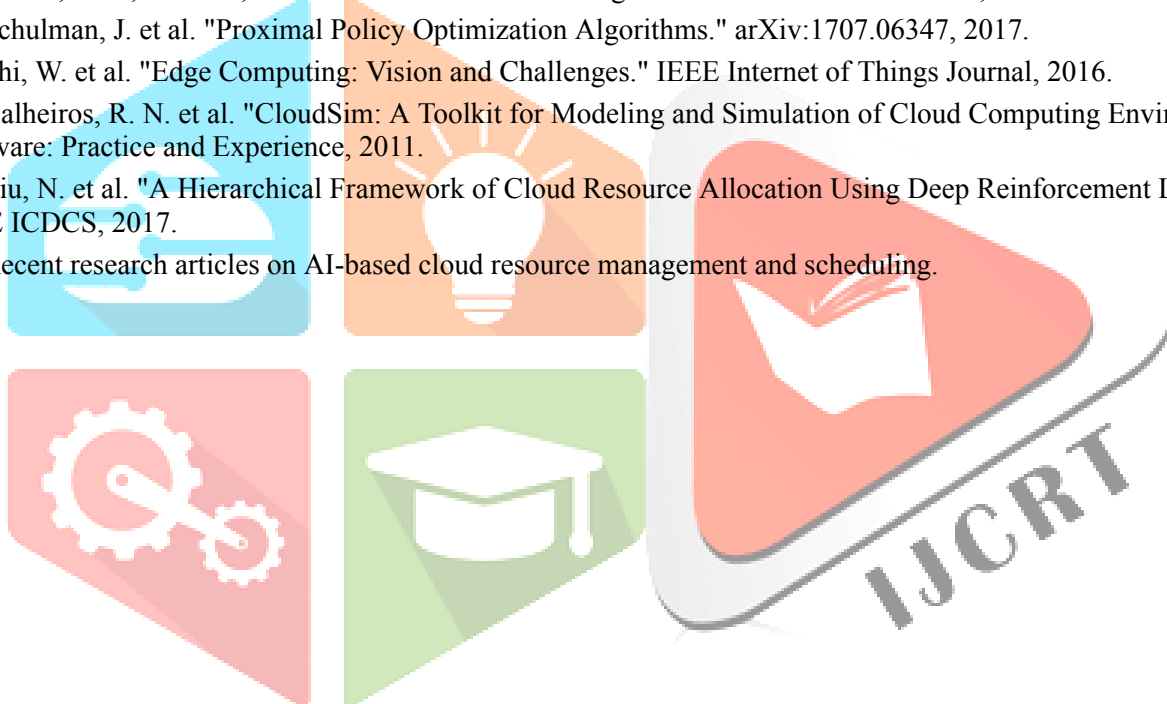 chulman, J. et al. "Proximal Policy Optimization Algorithms." arXiv:1707.06347, 2017.
hi, W. et al. "Edge Computing: Vision and Challenges." IEEE Internet of Things Journal, 2016.
alheiros, R. N. et al. "CloudSim: A Toolkit for Modeling and Simulation of Cloud Computing Envir
ware: Practice and Experience, 2011.
iu, N. et al. "A Hierarchical Framework of Cloud Resource Allocation Using Deep Reinforcement L
ICDCS, 2017.
ecent research articles on AI-based cloud resource management and scheduling.
IJCRT